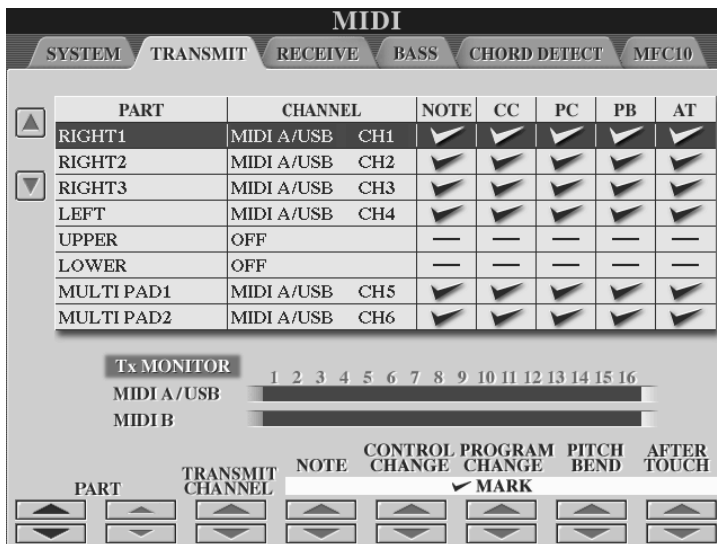 MIDI
SYSTEM TRANSMIT RECEIVE BASS CHORD DETECT MFC10
PART CHANNEL NOTE CC PC PB AT
RIGHT1 MIDI A/USB CH1
RIGHT2 MIDI A/USB CH2
RIGHT3 MIDI A/USB CH3
LEFT MIDI A/USB CH4
UPPER OFF
LOWER OFF
MULTI PAD1 MIDI A/USB CH5
MULTI PAD2 MIDI A/USB CH6
Tx MONITOR
1 2 3 4 5 6 7 8 9 10 11 12 13 14 15 16
MIDI A/USB
MIDI B
PART
TRANSMIT
CHANNEL
NOTE
CONTROL
CHANGE
PROGRAM
CHANGE
PITCH
BEND
AFTER
TOUCH
MARK